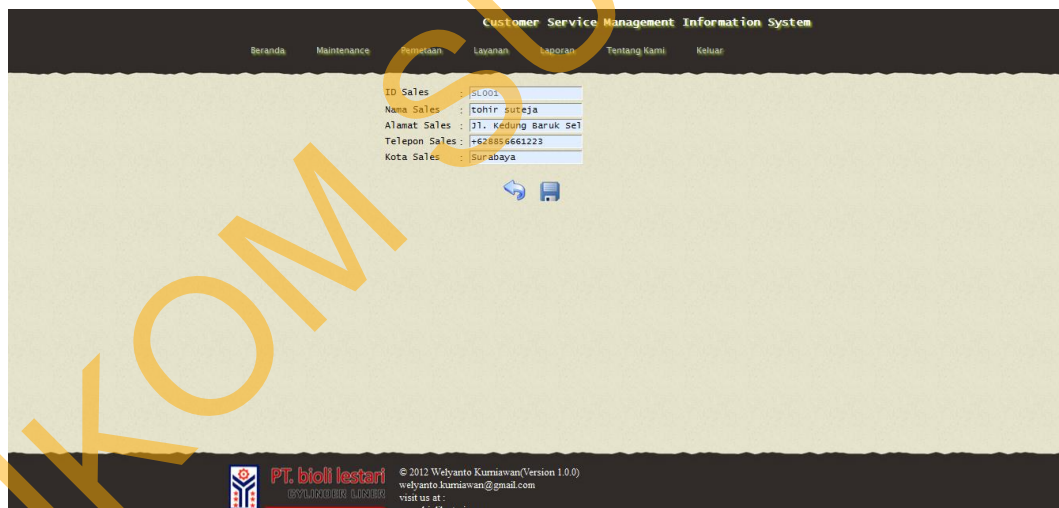 Customer Service Management Information System
Beranda Maintenance Pemetaan Layanan Laporan Tentang Kami Keluar
ID Sales : SL001
Nama Sales : tohir suteja
Alamat Sales : Jl. Kedung Baruk Sel
Telepon Sales : +628856661223
Kota Sales : Surabaya
PT. bioli lestari
CYLINDER LINER
© 2012 Welyanto Kurniawan(Version 1.0.0)
welyanto.kurniawan@gmail.com
visit us at :
IKOM SU